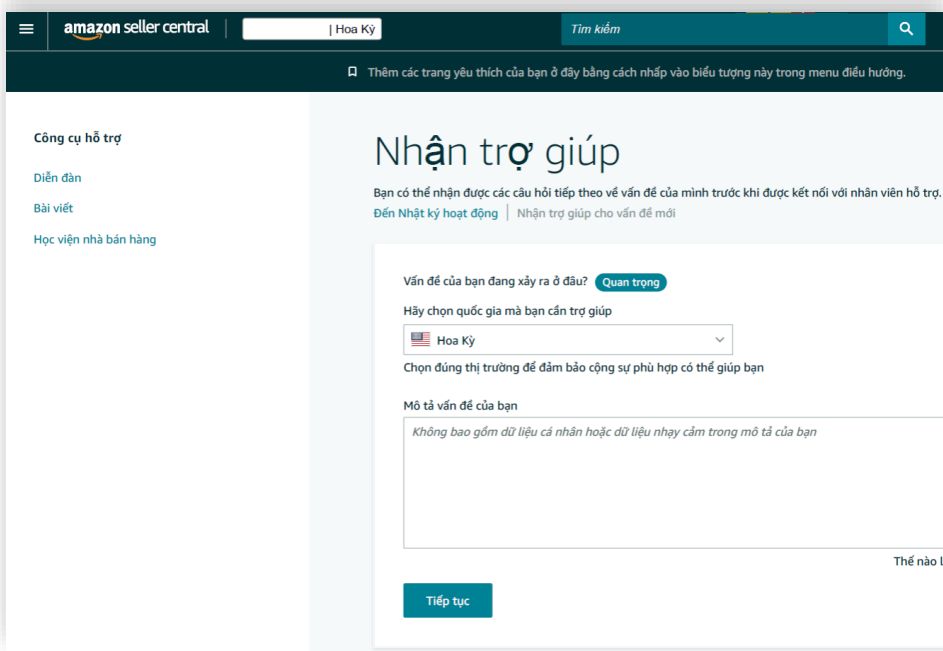 amazon seller central
| Hoa Kỳ
Tìm kiếm
Thêm các trang yêu thích của bạn ở đây bằng cách nhấp vào biểu tượng này trong menu điều hướng.
Công cụ hỗ trợ
Diễn đàn
Bài viết
Học viện nhà bán hàng
Nhận trợ giúp
Bạn có thể nhận được các câu hỏi tiếp theo về vấn đề của mình trước khi được kết nối với nhân viên hỗ trợ.
Đến Nhật ký hoạt động | Nhận trợ giúp cho vấn đề mới
Vấn đề của bạn đang xảy ra ở đâu? Quan trọng
Hãy chọn quốc gia mà bạn cần trợ giúp
Hoa Kỳ
Chọn đúng thị trường để đảm bảo cộng sự phù hợp có thể giúp bạn
Mô tả vấn đề của bạn
Không bao gồm dữ liệu cá nhân hoặc dữ liệu nhạy cảm trong mô tả của bạn
Thế nào
Tiếp tục